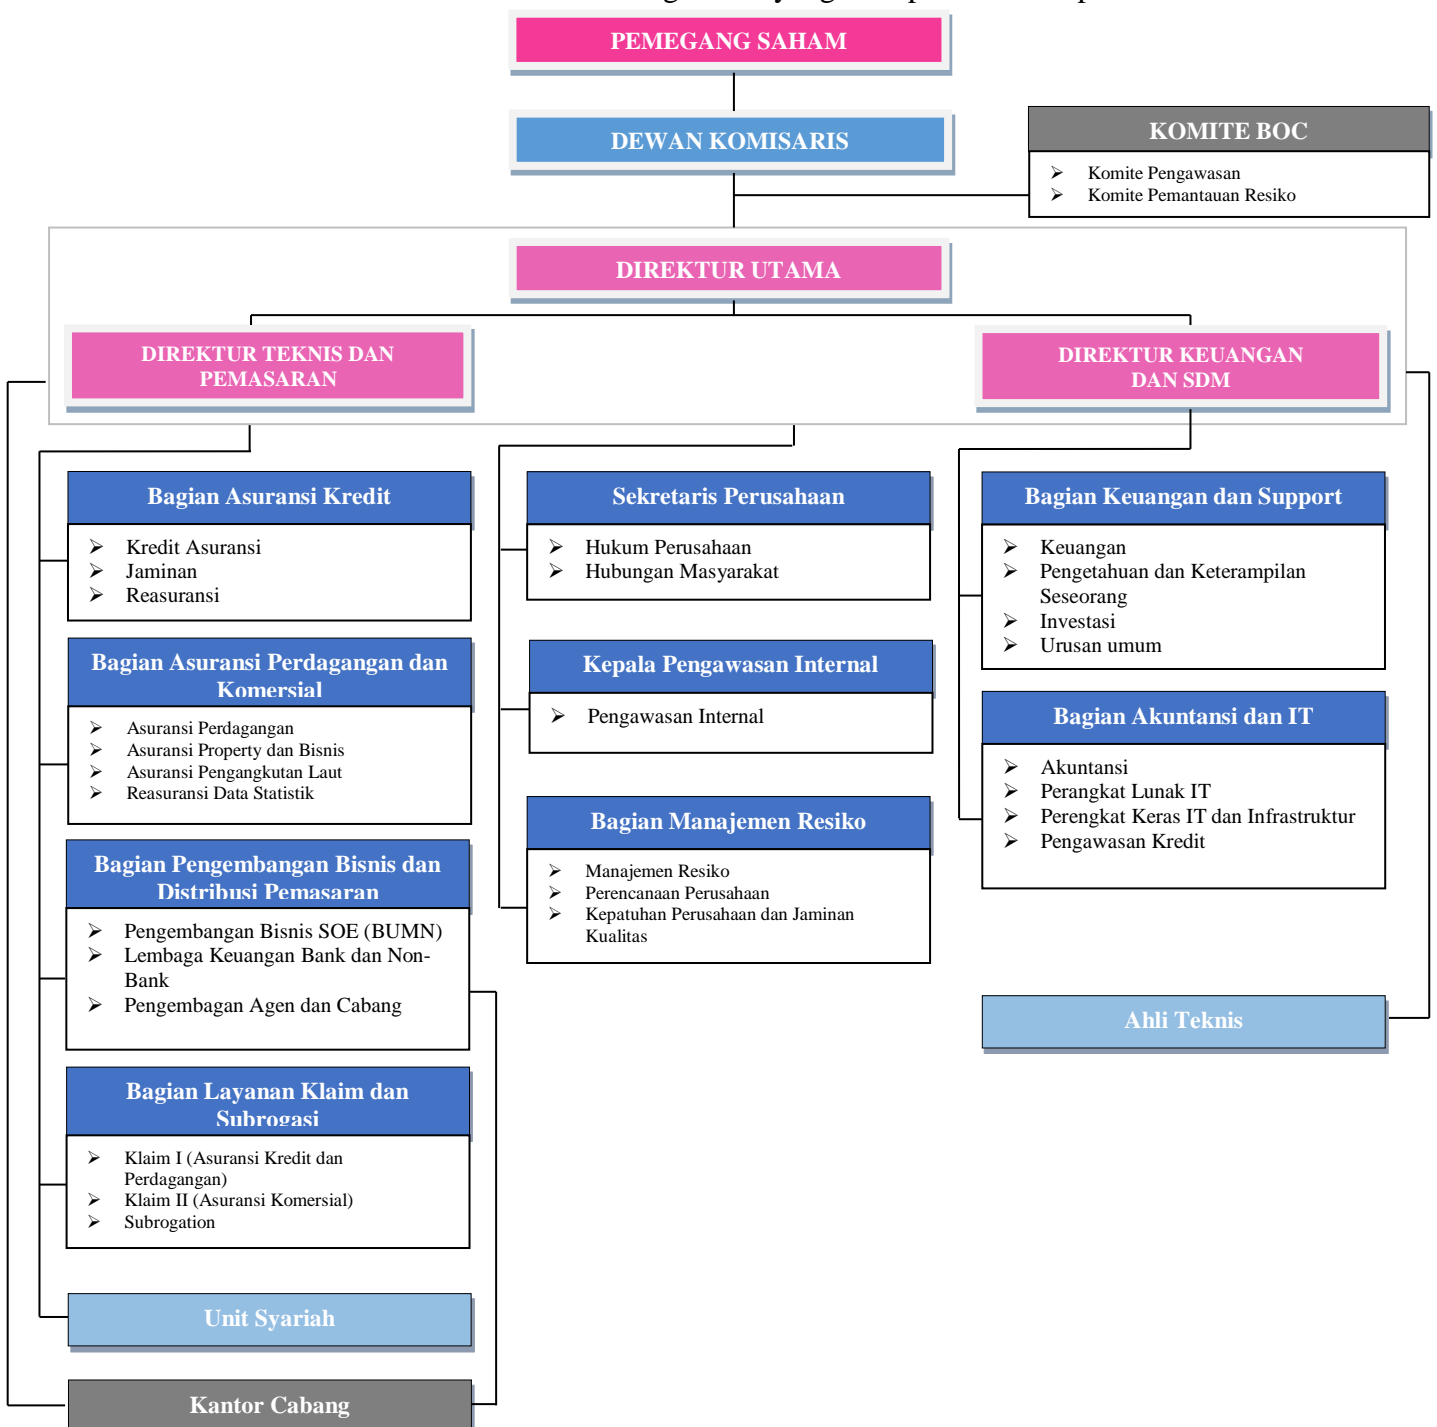 PEMEGANG SAHAM
DEWAN KOMISARIS
KOMITE BOC
➢ Komite Pengawasan
➢ Komite Pemantauan Resiko
DIREKTUR UTAMA
DIREKTUR TEKNIS DAN
PEMASARAN
DIREKTUR KEUANGAN
DAN SDM
Bagian Asuransi Kredit
➢ Kredit Asuransi
➢ Jaminan
➢ Reasuransi
Bagian Asuransi Perdagangan dan
Komersial
➢ Asuransi Perdagangan
➢ Asuransi Property dan Bisnis
➢ Asuransi Pengangkutan Laut
➢ Reasuransi Data Statistik
Bagian Pengembangan Bisnis dan
Distribusi Pemasaran
➢ Pengembangan Bisnis SOE (BUMN)
➢ Lembaga Keuangan Bank dan Non-
Bank
➢ Pengembagan Agen dan Cabang
Bagian Layanan Klaim dan
Subrogasi
➢ Klaim I (Asuransi Kredit dan
Perdagangan)
➢ Klaim II (Asuransi Komersial)
➢ Subrogation
Unit Syariah
Kantor Cabang
Sekretaris Perusahaan
➢ Hukum Perusahaan
➢ Hubungan Masyarakat
Kepala Pengawasan Internal
➢ Pengawasan Internal
Bagian Manajemen Resiko
➢ Manajemen Resiko
➢ Perencanaan Perusahaan
➢ Kepatuhan Perusahaan dan Jaminan
Kualitas
Bagian Keuangan dan Support
➢ Keuangan
➢ Pengetahuan dan Keterampilan
Seseorang
➢ Investasi
➢ Urusan umum
Bagian Akuntansi dan IT
➢ Akuntansi
➢ Perangkat Lunak IT
➢ Perengkat Keras IT dan Infrastruktur
➢ Pengawasan Kredit
Ahli Teknis